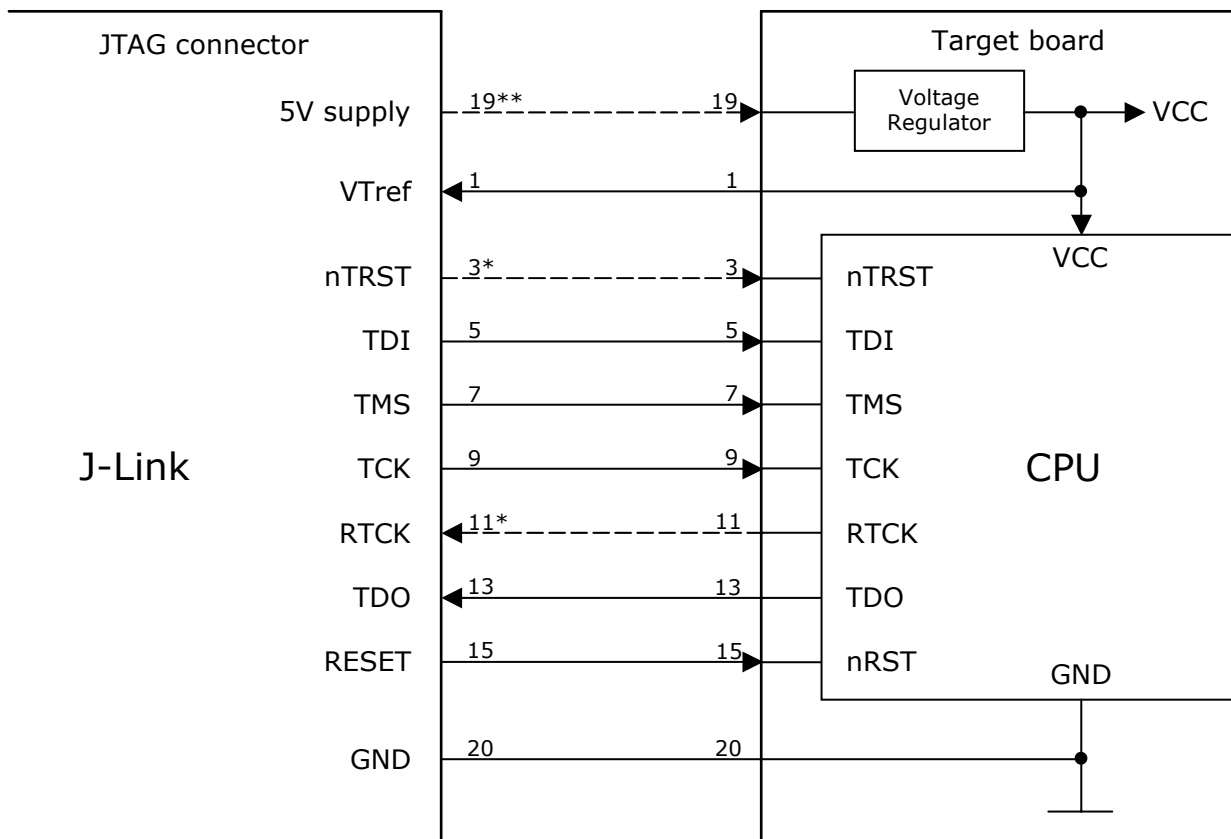 JTAG connector
Target board
5V supply 19** 19 Voltage Regulator VCC
VTref 1 1
VCC
nTRST 3* 3 nTRST
TDI 5 5 TDI
TMS 7 7 TMS
J-Link TCK 9 9 TCK CPU
RTCK 11* 11 RTCK
TDO 13 13 TDO
RESET 15 15 nRST
GND
GND 20 20